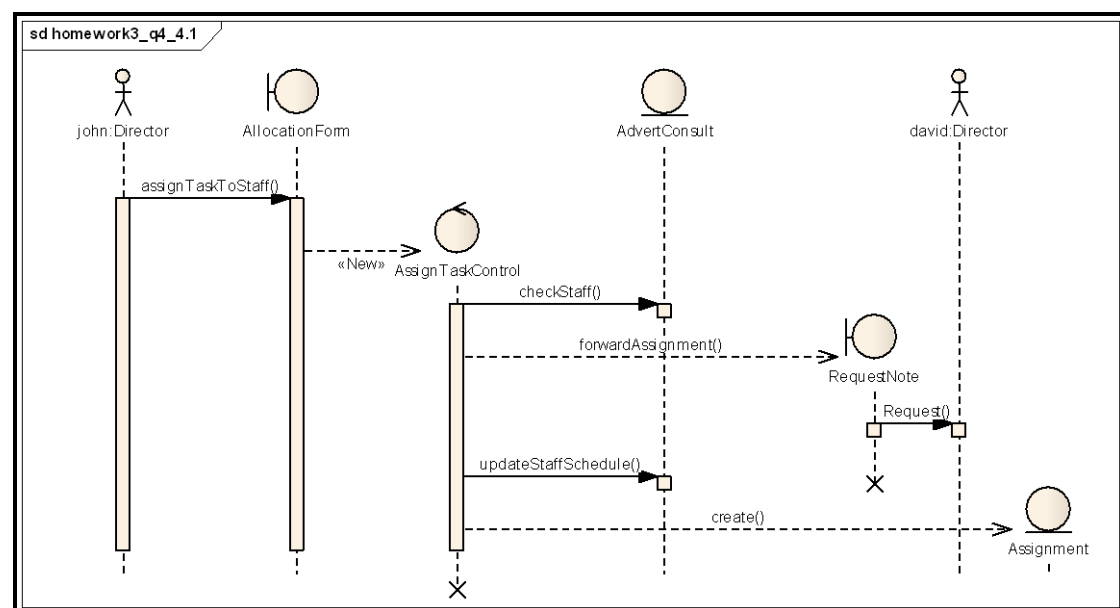 sd homework3_q4_4.1
john:Director
AllocationForm
AdvertConsult
david:Director
assignTaskToStaff()
«New»
AssignTaskControl
checkStaff()
forwardAssignment()
RequestNote
Request()
updateStaffSchedule()
create()
Assignment